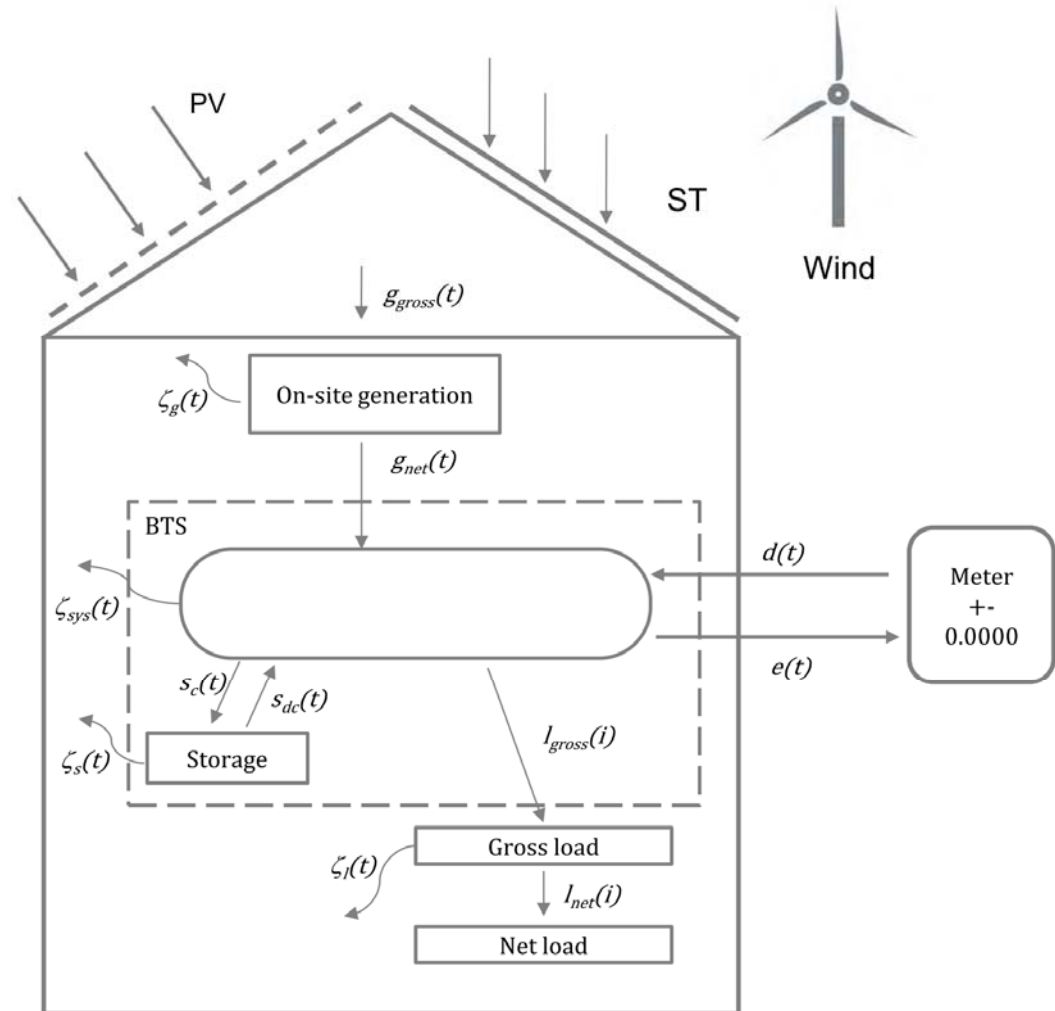 PV
ST
Wind
g_gross(t)
On-site generation
ζ_g(t)
g_net(t)
BTS
d(t)
Meter
+-
0.0000
ζ_sys(t)
e(t)
s_c(t)
s_dc(t)
l_gross(i)
ζ_s(t)
Storage
Gross load
ζ_l(t)
l_net(i)
Net load